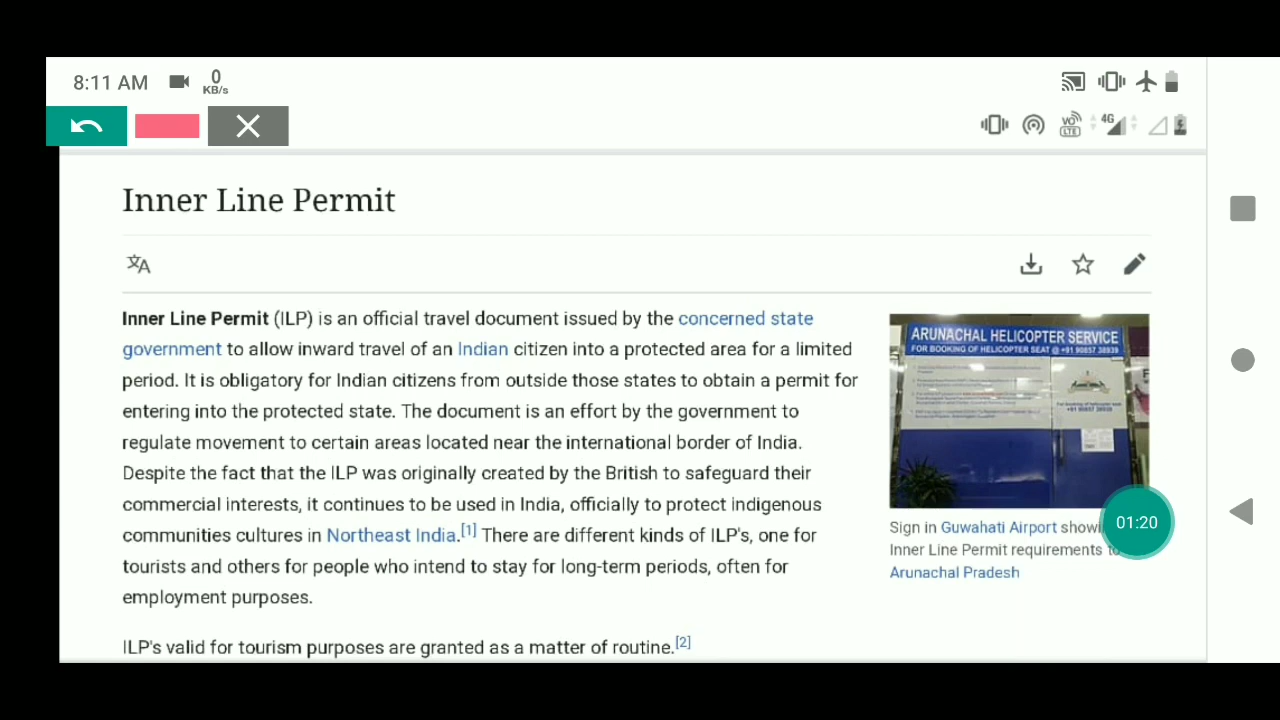 8:11 AM
0
KB/s
VO
LTE
4G
Inner Line Permit
Inner Line Permit (ILP) is an official travel document issued by the concerned state
government to allow inward travel of an Indian citizen into a protected area for a limited
period. It is obligatory for Indian citizens from outside those states to obtain a permit for
entering into the protected state. The document is an effort by the government to
regulate movement to certain areas located near the international border of India.
Despite the fact that the ILP was originally created by the British to safeguard their
commercial interests, it continues to be used in India, officially to protect indigenous
communities cultures in Northeast India.[1] There are different kinds of ILP's, one for
tourists and others for people who intend to stay for long-term periods, often for
employment purposes.
ILP's valid for tourism purposes are granted as a matter of routine.[2]
ARUNACHAL HELICOPTER SERVICE
FOR BOOKING OF HELICOPTER SEAT @ +91 90857 38939
Sign in Guwahati Airport showi
Inner Line Permit requirements to
Arunachal Pradesh
01:20